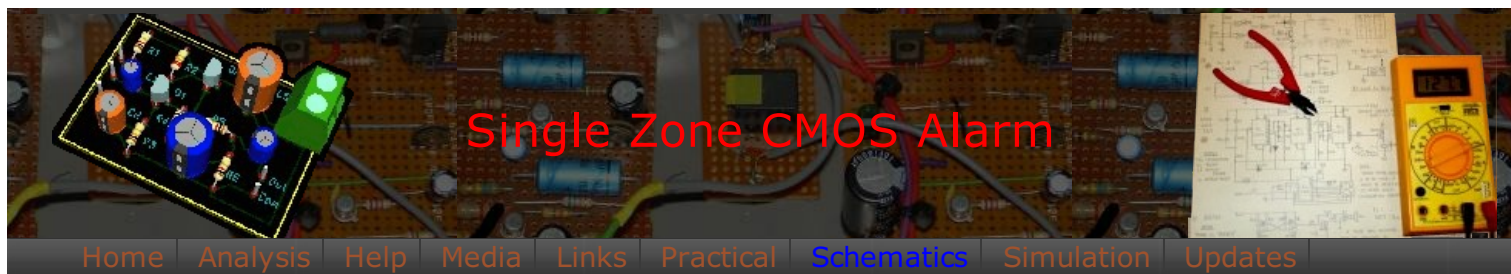 Single Zone CMOS Alarm
Home Analysis Help Media Links Practical Schematics Simulation Updates